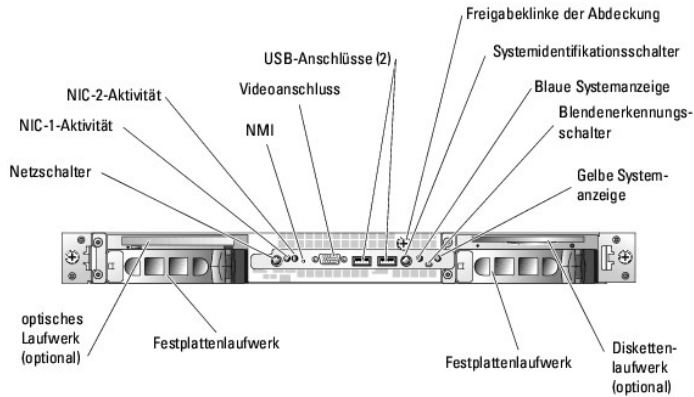 Freigabeklinke der Abdeckung
Systemidentifikationsschalter
USB-Anschlüsse (2)
Blaue Systemanzeige
Videoanschluss
NIC-2-Aktivität
Blendenerkennungs-
schalter
NIC-1-Aktivität
NMI
Netzschalter
Gelbe System-
anzeige
optisches
Laufwerk
(optional)
Festplattenlaufwerk
Festplattenlaufwerk
Disketten-
laufwerk
(optional)